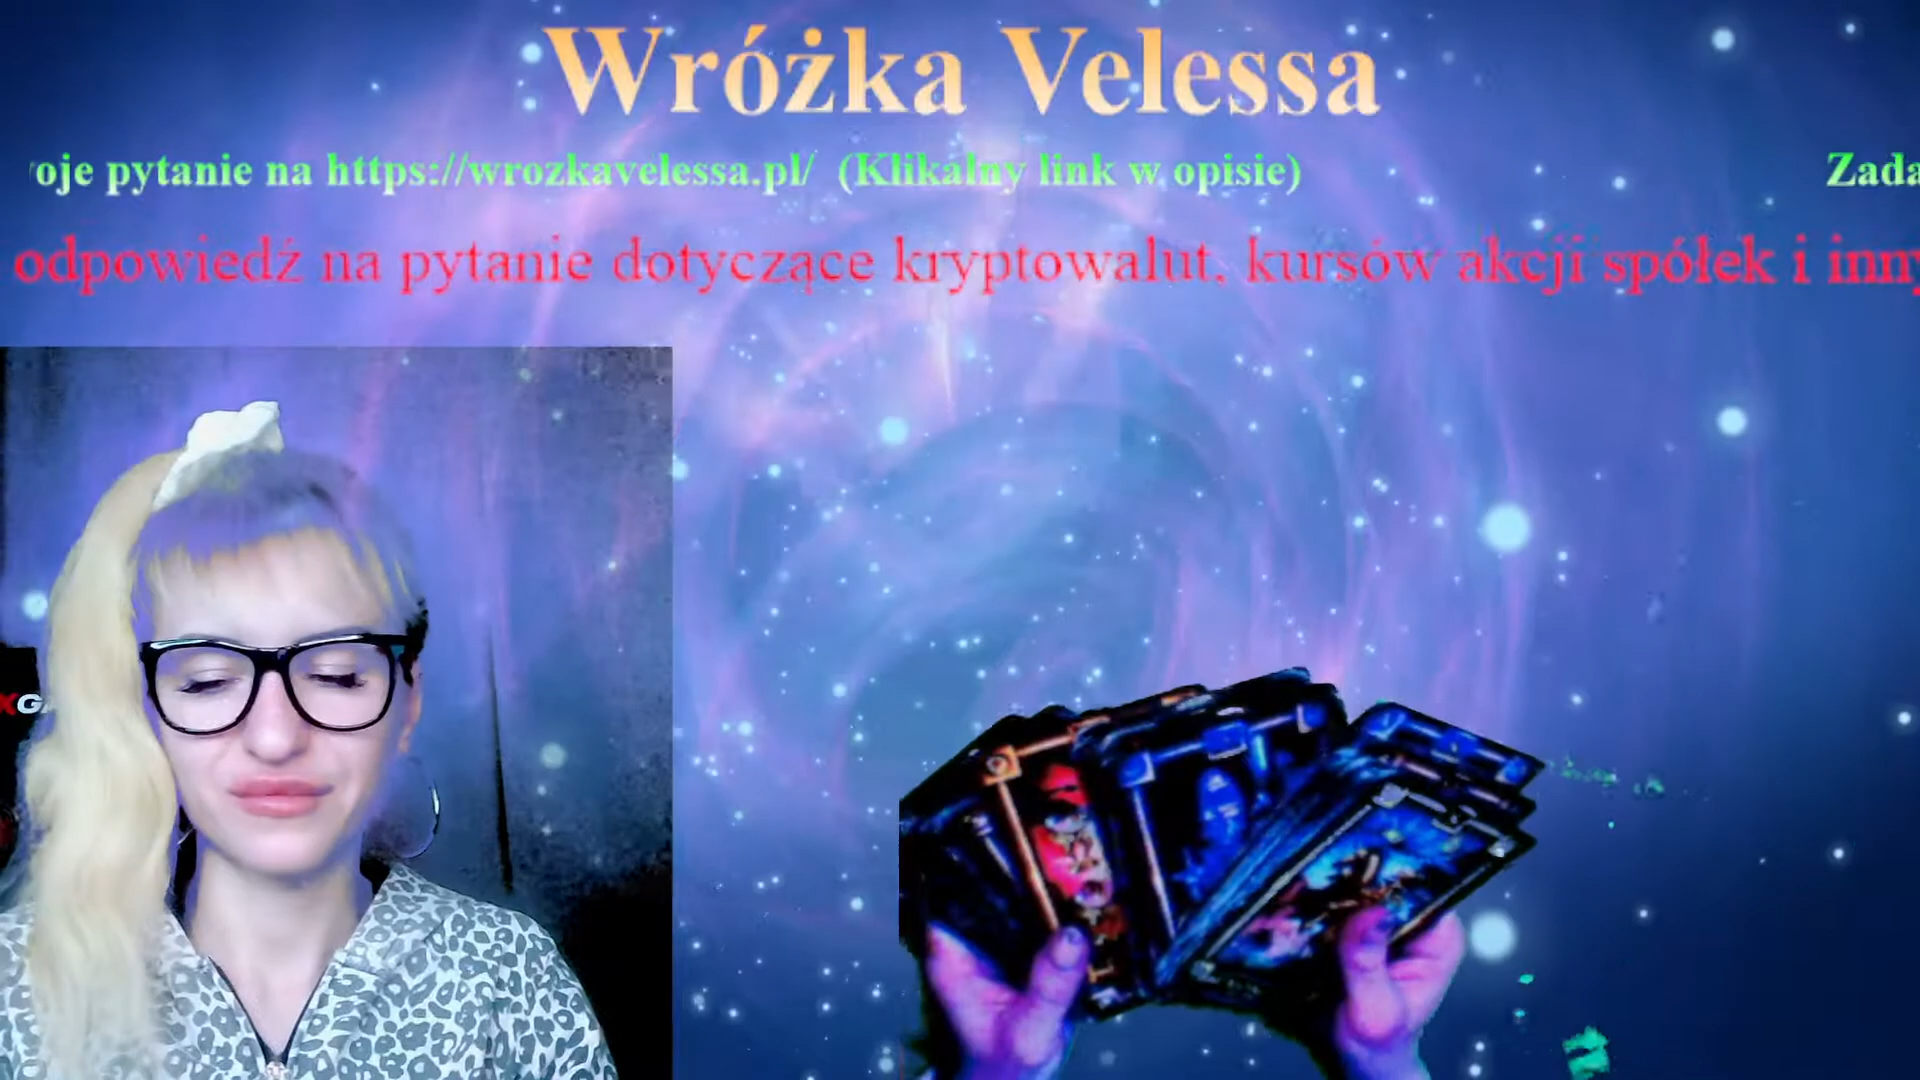 Wróżka Velessa
oje pytanie na https://wrozkavelessa.pl/ (Klikalny link w opisie) Zada
odpowiedź na pytanie dotyczące kryptowalut, kursów akcji spółek i inny
XG